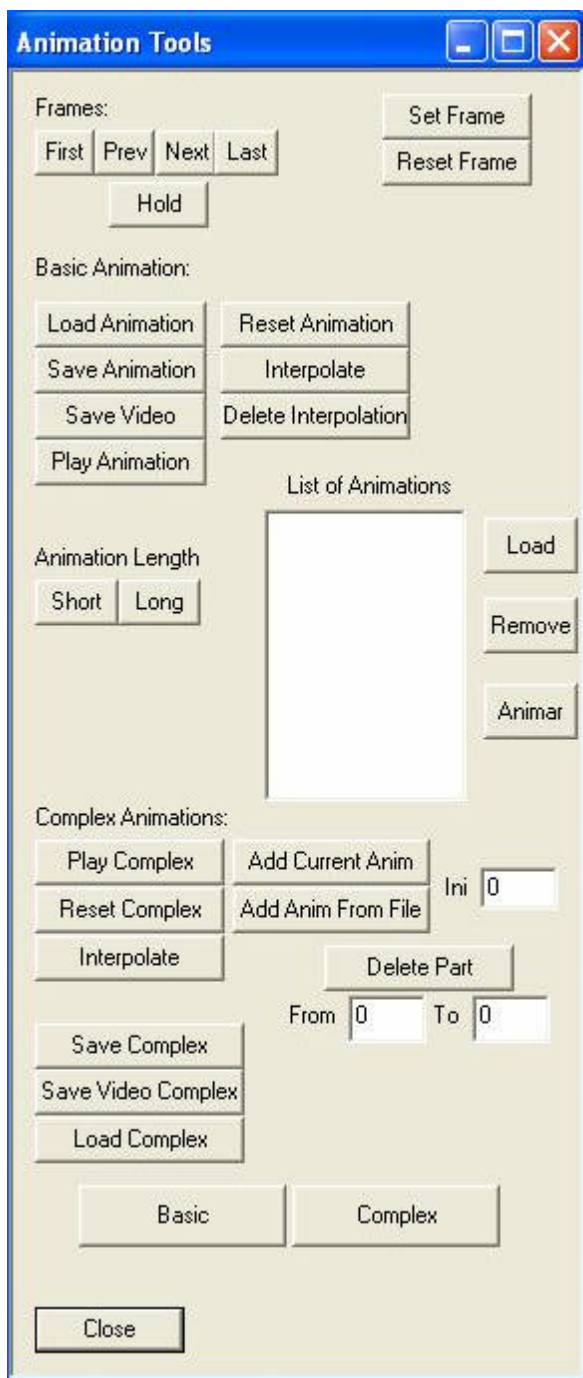 Animation Tools
Frames:
Set Frame
First Prev Next Last
Reset Frame
Hold
Basic Animation:
Load Animation Reset Animation
Save Animation Interpolate
Save Video Delete Interpolation
Play Animation
List of Animations
Load
Animation Length
Short Long
Remove
Animar
Complex Animations:
Play Complex Add Current Anim
Ini 0
Reset Complex Add Anim From File
Interpolate
Delete Part
From 0 To 0
Save Complex
Save Video Complex
Load Complex
Basic Complex
Close